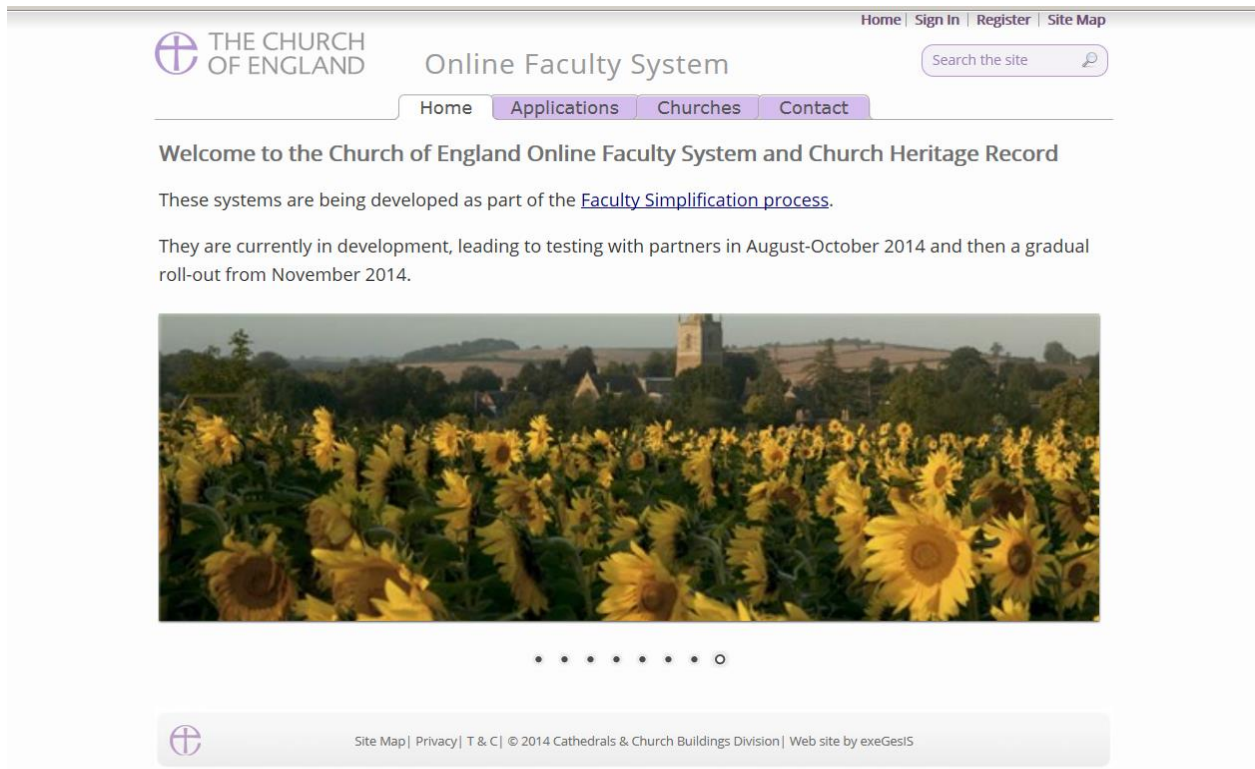 Home| Sign In | Register | Site Map
THE CHURCH
OF ENGLAND
Online Faculty System
Search the site
Home Applications Churches Contact
Welcome to the Church of England Online Faculty System and Church Heritage Record
These systems are being developed as part of the Faculty Simplification process.
They are currently in development, leading to testing with partners in August-October 2014 and then a gradual
roll-out from November 2014.
Site Map| Privacy| T & C| © 2014 Cathedrals & Church Buildings Division| Web site by exeGesIS